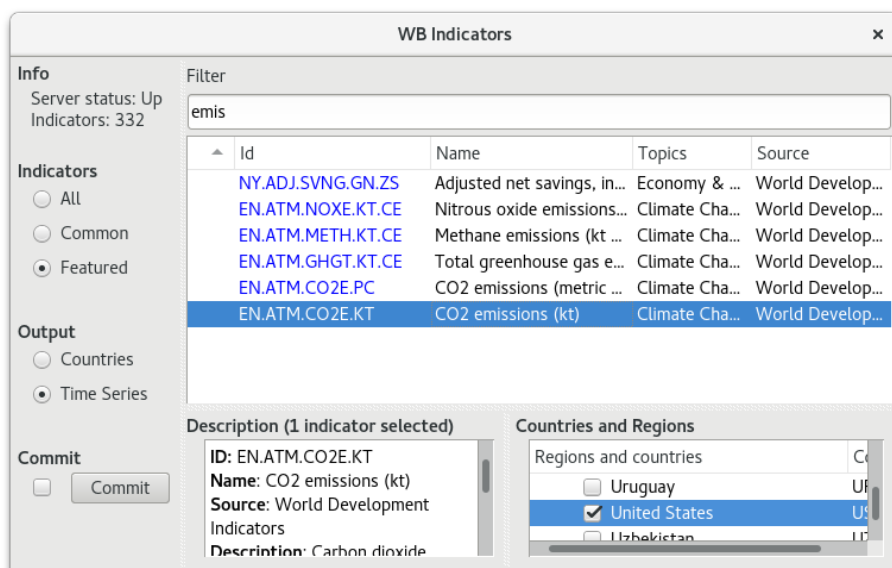 WB Indicators
Info
Server status: Up
Indicators: 332
Indicators
All
Common
Featured
Output
Countries
Time Series
Commit
Commit
Filter
emis
Id Name Topics Source
NY.ADJ.SVNG.GN.ZS Adjusted net savings, in... Economy & ... World Develop...
EN.ATM.NOXE.KT.CE Nitrous oxide emissions... Climate Cha... World Develop...
EN.ATM.METH.KT.CE Methane emissions (kt ... Climate Cha... World Develop...
EN.ATM.GHGT.KT.CE Total greenhouse gas e... Climate Cha... World Develop...
EN.ATM.CO2E.PC CO2 emissions (metric ... Climate Cha... World Develop...
EN.ATM.CO2E.KT CO2 emissions (kt) Climate Cha... World Develop...
Description (1 indicator selected)
ID: EN.ATM.CO2E.KT
Name: CO2 emissions (kt)
Source: World Development
Indicators
Description: Carbon dioxide
Countries and Regions
Regions and countries
Uruguay
United States
Uzbekistan